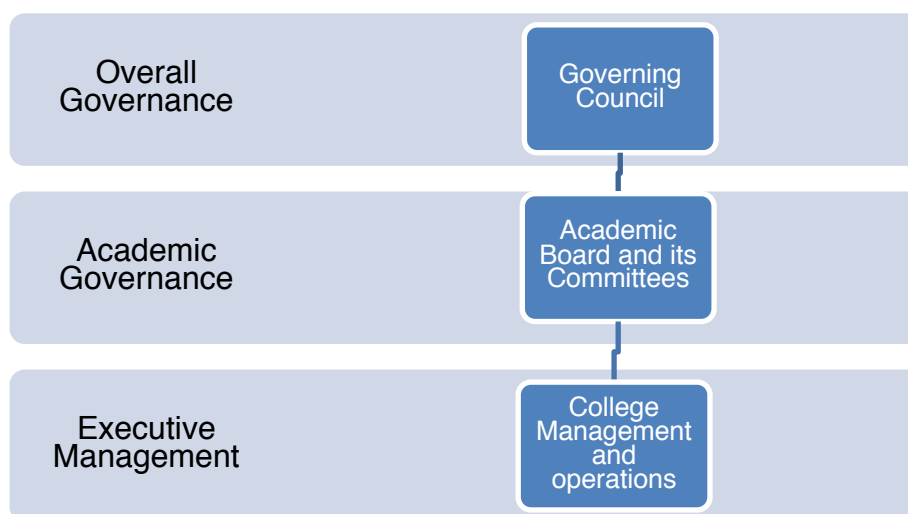 Overall
Governance
Governing
Council
Academic
Governance
Academic
Board and its
Committees
Executive
Management
College
Management
and
operations